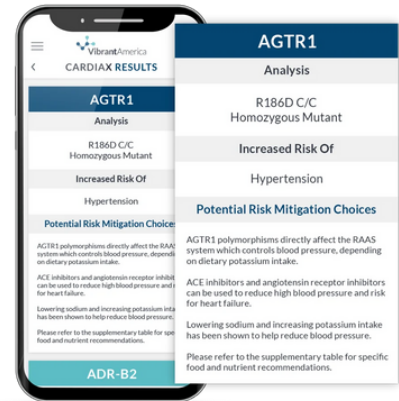 VibrantAmerica
CARDIAX RESULTS
AGTR1
Analysis
R186D C/C
Homozygous Mutant
Increased Risk Of
Hypertension
Potential Risk Mitigation Choices
AGTR1 polymorphisms directly affect the RAAS
system which controls blood pressure, dependi
on dietary potassium intake.
ACE inhibitors and angiotensin receptor inhibit
can be used to reduce high blood pressure and r
for heart failure.
Lowering sodium and increasing potassium inta
has been shown to help reduce blood pressure.
Please refer to the supplementary table for spe
food and nutrient recommendations.
ADR-B2
AGTR1
Analysis
R186D C/C
Homozygous Mutant
Increased Risk Of
Hypertension
Potential Risk Mitigation Choices
AGTR1 polymorphisms directly affect the RAAS
system which controls blood pressure, depending
on dietary potassium intake.
ACE inhibitors and angiotensin receptor inhibitors
can be used to reduce high blood pressure and risk
for heart failure.
Lowering sodium and increasing potassium intake
has been shown to help reduce blood pressure.
Please refer to the supplementary table for specific
food and nutrient recommendations.